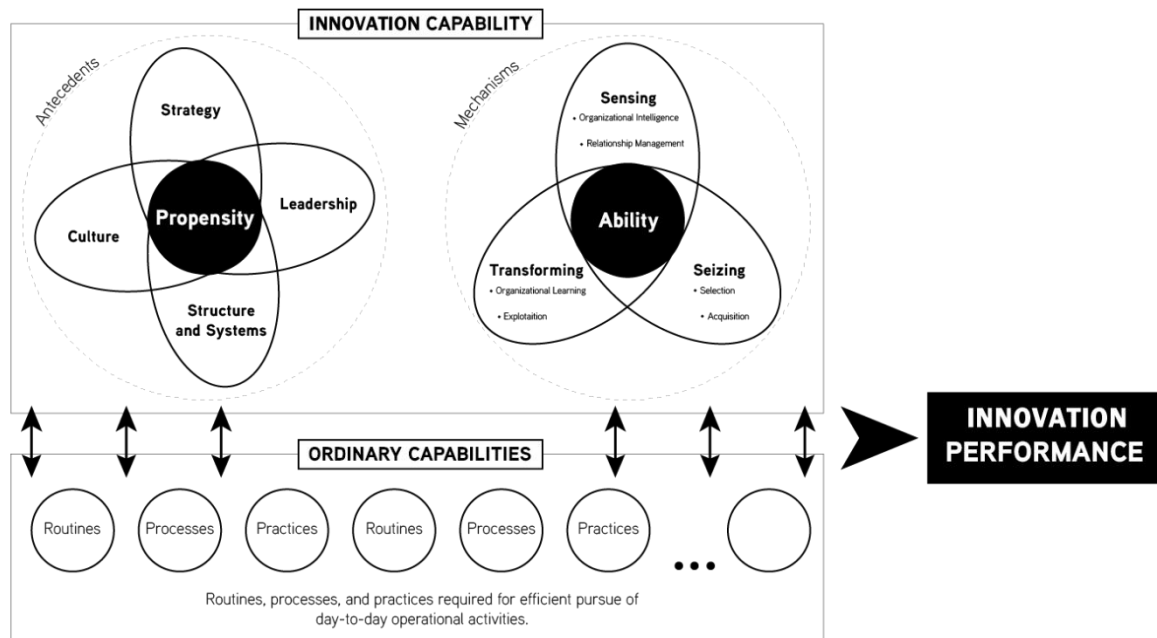 INNOVATION CAPABILITY
Antecedents
Strategy
Leadership
Propensity
Culture
Structure
and Systems
Mechanisms
Sensing
• Organizational Intelligence
• Relationship Management
Ability
Transforming
• Organizational Learning
• Explotaition
Seizing
• Selection
• Acquisition
INNOVATION
PERFORMANCE
ORDINARY CAPABILITIES
Routines
Processes
Practices
Routines
Processes
Practices
...
Routines, processes, and practices required for efficient pursue of
day-to-day operational activities.